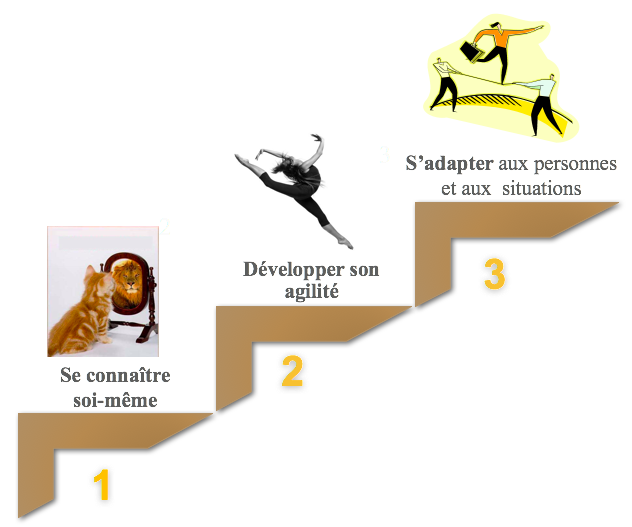 S'adapter aux personnes
et aux situations
3
Développer son
agilité
2
Se connaître
soi-même
1